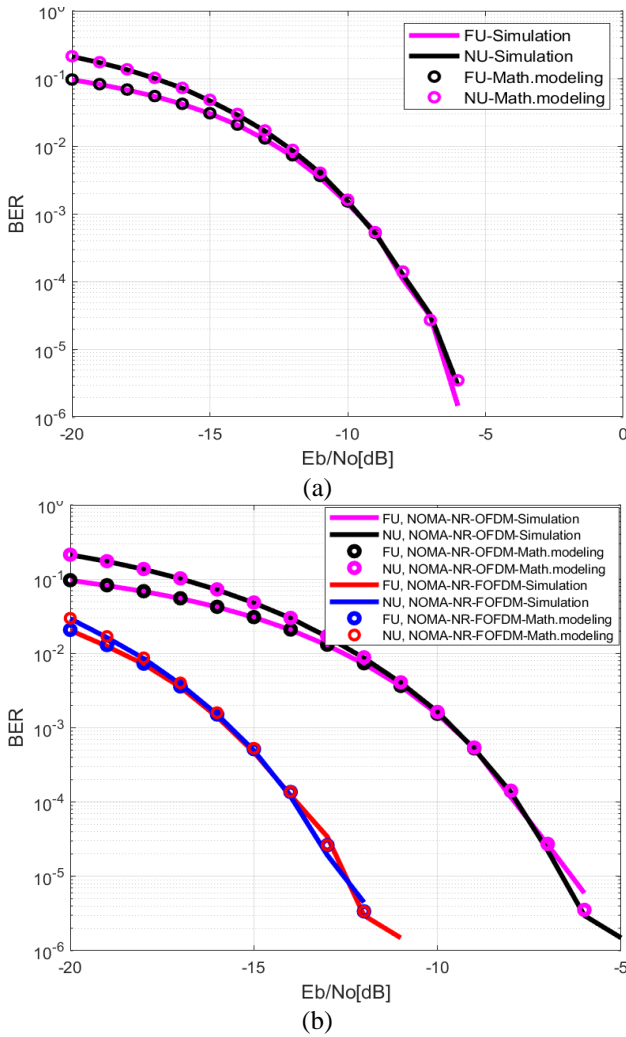 10^0
10^-1
10^-2
10^-3
10^-4
10^-5
10^-6
BER
FU-Simulation
NU-Simulation
FU-Math.modeling
NU-Math.modeling
-20 -15 -10 -5 0
Eb/No[dB]
(a)
10^0
10^-1
10^-2
10^-3
10^-4
10^-5
10^-6
BER
FU, NOMA-NR-OFDM-Simulation
NU, NOMA-NR-OFDM-Simulation
FU, NOMA-NR-OFDM-Math.modeling
NU, NOMA-NR-OFDM-Math.modeling
FU, NOMA-NR-FOFDM-Simulation
NU, NOMA-NR-FOFDM-Simulation
FU, NOMA-NR-FOFDM-Math.modeling
NU, NOMA-NR-FOFDM-Math.modeling
-20 -15 -10 -5
Eb/No[dB]
(b)